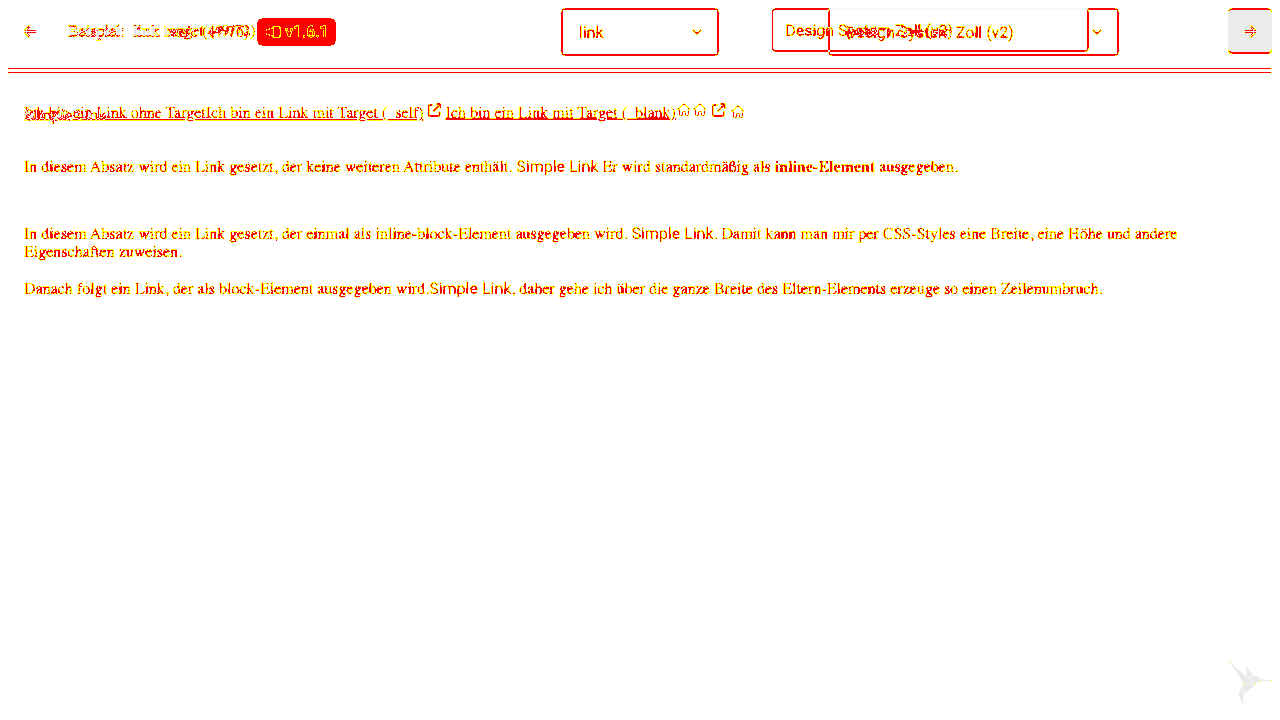 Beispiel: link v1.6.1
link
Design System Zoll (v2)
Ich bin ein Link ohne TargetIch bin ein Link mit Target (_self) Ich bin ein Link mit Target (_blank)
In diesem Absatz wird ein Link gesetzt, der keine weiteren Attribute enthält. Simple Link Er wird standardmäßig als inline-Element ausgegeben.
In diesem Absatz wird ein Link gesetzt, der einmal als inline-block-Element ausgegeben wird. Simple Link. Damit kann man mir per CSS-Styles eine Breite, eine Höhe und andere
Eigenschaften zuweisen.
Danach folgt ein Link, der als block-Element ausgegeben wird.Simple Link, daher gehe ich über die ganze Breite des Eltern-Elements erzeuge so einen Zeilenumbruch.